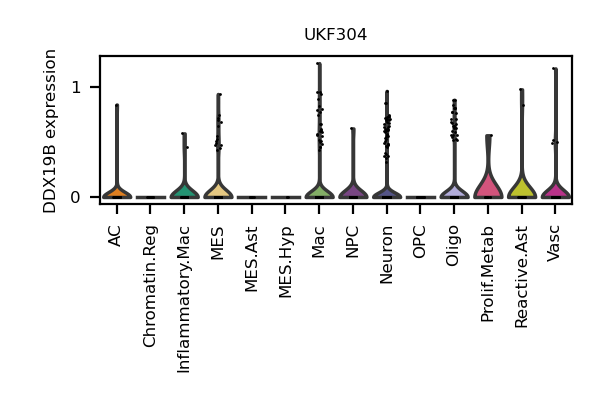 UKF304
DDX19B expression
1
0
AC
Chromatin.Reg
Inflammatory.Mac
MES
MES.Ast
MES.Hyp
Mac
NPC
Neuron
OPC
Oligo
Prolif.Metab
Reactive.Ast
Vasc